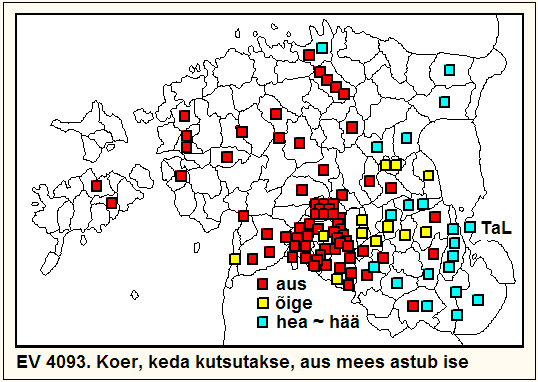 TaL
aus
õige
hea ~ hää
EV 4093. Koer, keda kutsutakse, aus mees astub ise